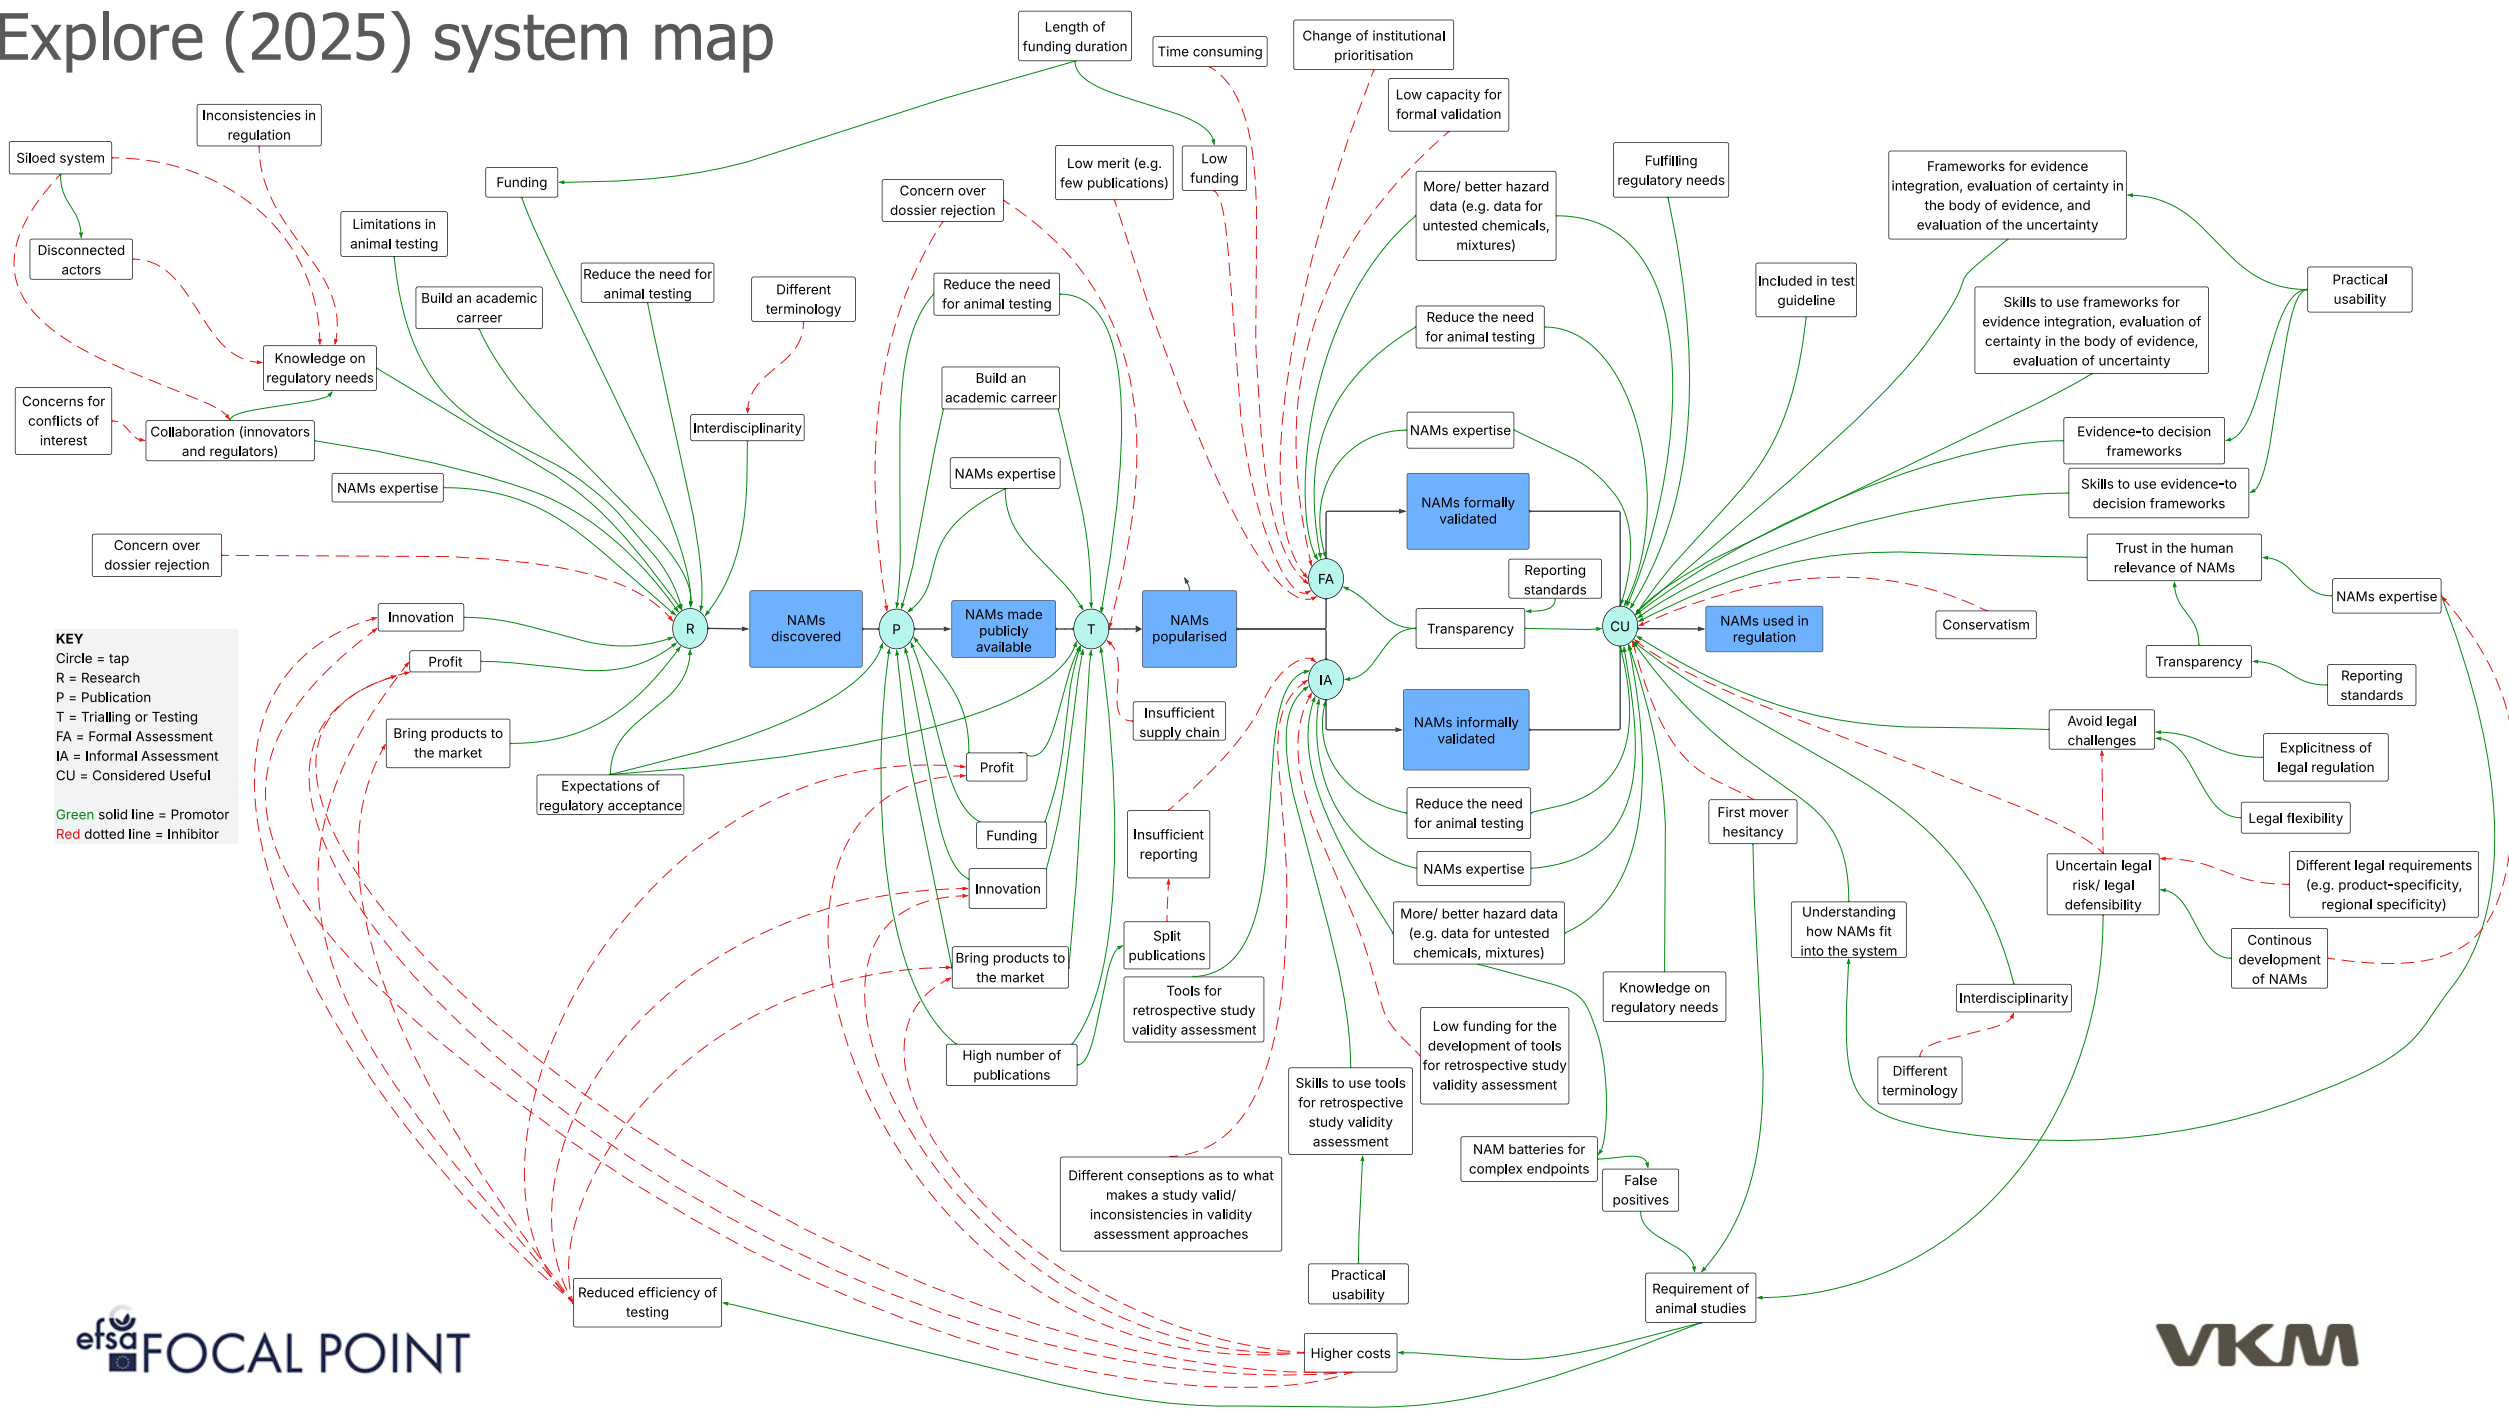 Explore (2025) system map
Length of
funding duration
Time consuming
Change of institutional
prioritisation
Low capacity for
formal validation
Inconsistencies in
regulation
Siloed system
Funding
Low merit (e.g.
few publications)
Low
funding
Fulfilling
regulatory needs
Frameworks for evidence
integration, evaluation of certainty in
the body of evidence, and
evaluation of the uncertainty
Concern over
dossier rejection
More/ better hazard
data (e.g. data for
untested chemicals,
mixtures)
Limitations in
animal testing
Disconnected
actors
Build an academic
carreer
Reduce the need for
animal testing
Different
terminology
Reduce the need
for animal testing
Reduce the need
for animal testing
Included in test
guideline
Skills to use frameworks for
evidence integration, evaluation of
certainty in the body of evidence,
evaluation of uncertainty
Practical
usability
Knowledge on
regulatory needs
Build an
academic carreer
Concerns for
conflicts of
interest
Collaboration (innovators
and regulators)
Interdisciplinarity
NAMs expertise
Evidence-to decision
frameworks
NAMs expertise
NAMs expertise
NAMs formally
validated
Skills to use evidence-to
decision frameworks
Concern over
dossier rejection
Trust in the human
relevance of NAMs
FA
Reporting
standards
NAMs expertise
Innovation
R
NAMs
discovered
P
NAMs made
publicly
available
T
NAMs
popularised
Transparency
CU
NAMs used in
regulation
Conservatism
KEY
Circle = tap
R = Research
P = Publication
T = Trialling or Testing
FA = Formal Assessment
IA = Informal Assessment
CU = Considered Useful
Green solid line = Promotor
Red dotted line = Inhibitor
Profit
Transparency
Reporting
standards
IA
Bring products to
the market
Insufficient
supply chain
NAMs informally
validated
Avoid legal
challenges
Explicitness of
legal regulation
Profit
Expectations of
regulatory acceptance
Reduce the need
for animal testing
First mover
hesitancy
Legal flexibility
Funding
Insufficient
reporting
NAMs expertise
Uncertain legal
risk/ legal
defensibility
Different legal requirements
(e.g. product-specificity,
regional specificity)
Innovation
More/ better hazard data
(e.g. data for untested
chemicals, mixtures)
Understanding
how NAMs fit
into the system
Split
publications
Bring products to
the market
Continous
development
of NAMs
Tools for
retrospective study
validity assessment
Knowledge on
regulatory needs
Interdisciplinarity
High number of
publications
Low funding for the
development of tools
for retrospective study
validity assessment
Skills to use tools
for retrospective
study validity
assessment
Different
terminology
NAM batteries for
complex endpoints
False
positives
Different conseptions as to what
makes a study valid/
inconsistencies in validity
assessment approaches
Practical
usability
Reduced efficiency of
testing
Requirement of
animal studies
Higher costs
efsa FOCAL POINT
VKM